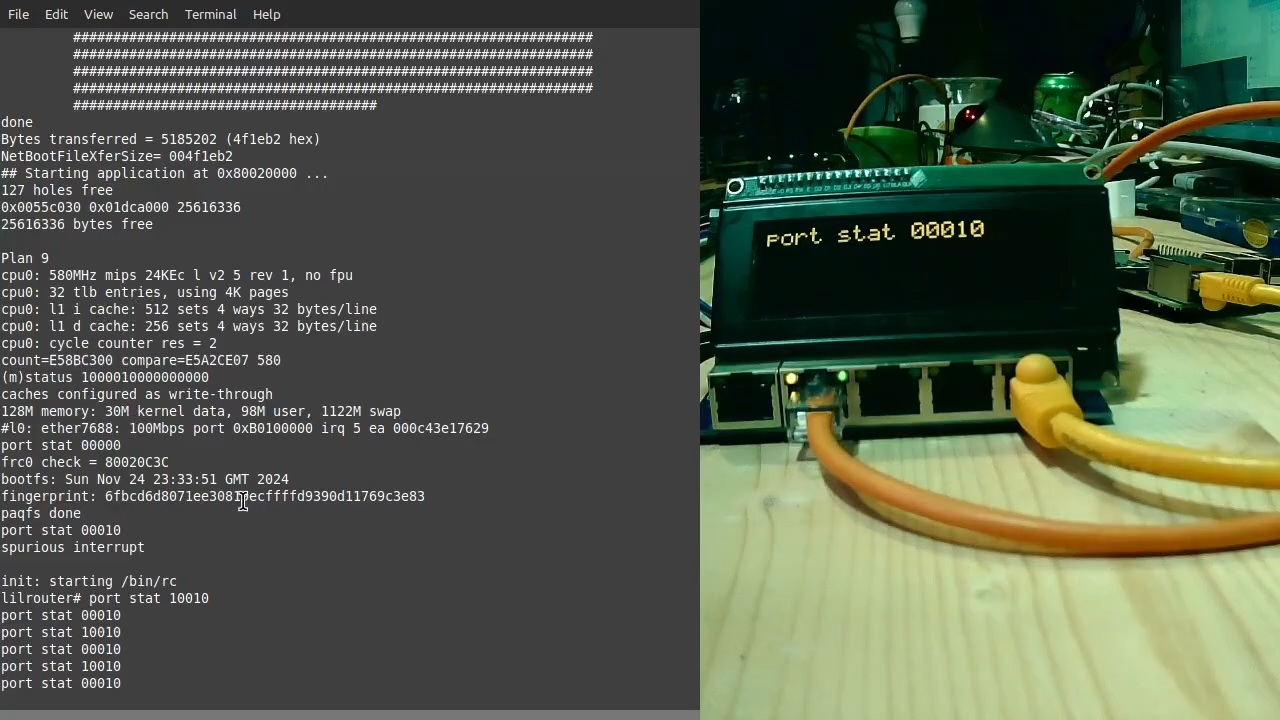 File Edit View Search Terminal Help
#################################################################
#################################################################
#################################################################
#################################################################
######################################
done
Bytes transferred = 5185202 (4f1eb2 hex)
NetBootFileXferSize= 004f1eb2
## Starting application at 0x80020000 ...
127 holes free
0x0055c030 0x01dca000 25616336
25616336 bytes free
Plan 9
cpu0: 580MHz mips 24KEc l v2 5 rev 1, no fpu
cpu0: 32 tlb entries, using 4K pages
cpu0: l1 i cache: 512 sets 4 ways 32 bytes/line
cpu0: l1 d cache: 256 sets 4 ways 32 bytes/line
cpu0: cycle counter res = 2
count=E58BC300 compare=E5A2CE07 580
(m)status 1000010000000000
caches configured as write-through
128M memory: 30M kernel data, 98M user, 1122M swap
#l0: ether7688: 100Mbps port 0xB0100000 irq 5 ea 000c43e17629
port stat 00000
frc0 check = 80020C3C
bootfs: Sun Nov 24 23:33:51 GMT 2024
fingerprint:
paqfs done
port stat 00010
spurious interrupt
init: starting /bin/rc
lilrouter# port stat 10010
port stat 00010
port stat 10010
port stat 00010
port stat 10010
port stat 00010
port stat 00010